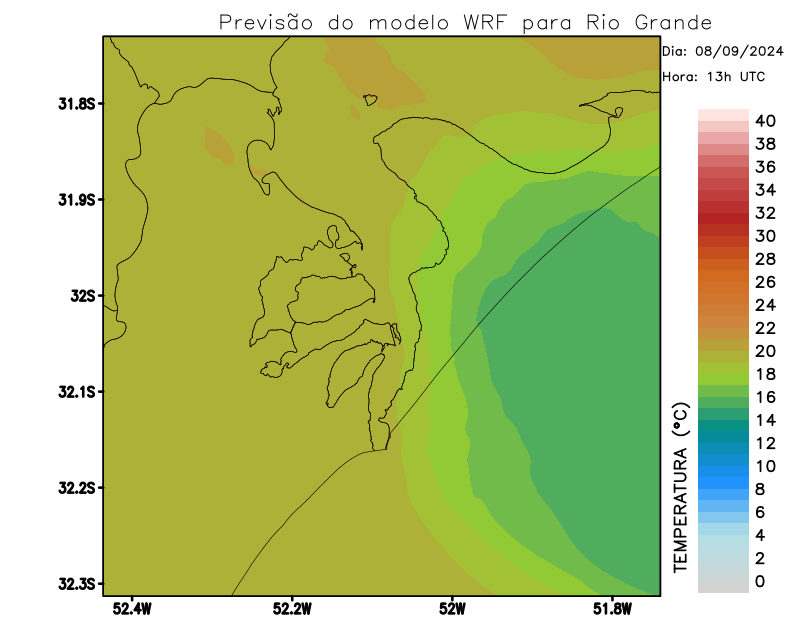 Previsão do modelo WRF para Rio Grande
Dia: 08/09/2024
Hora: 13h UTC
31.8S
31.9S
32S
32.1S
32.2S
32.3S
52.4W
52.2W
52W
51.8W
TEMPERATURA (°C)
40
38
36
34
32
30
28
26
24
22
20
18
16
14
12
10
8
6
4
2
0